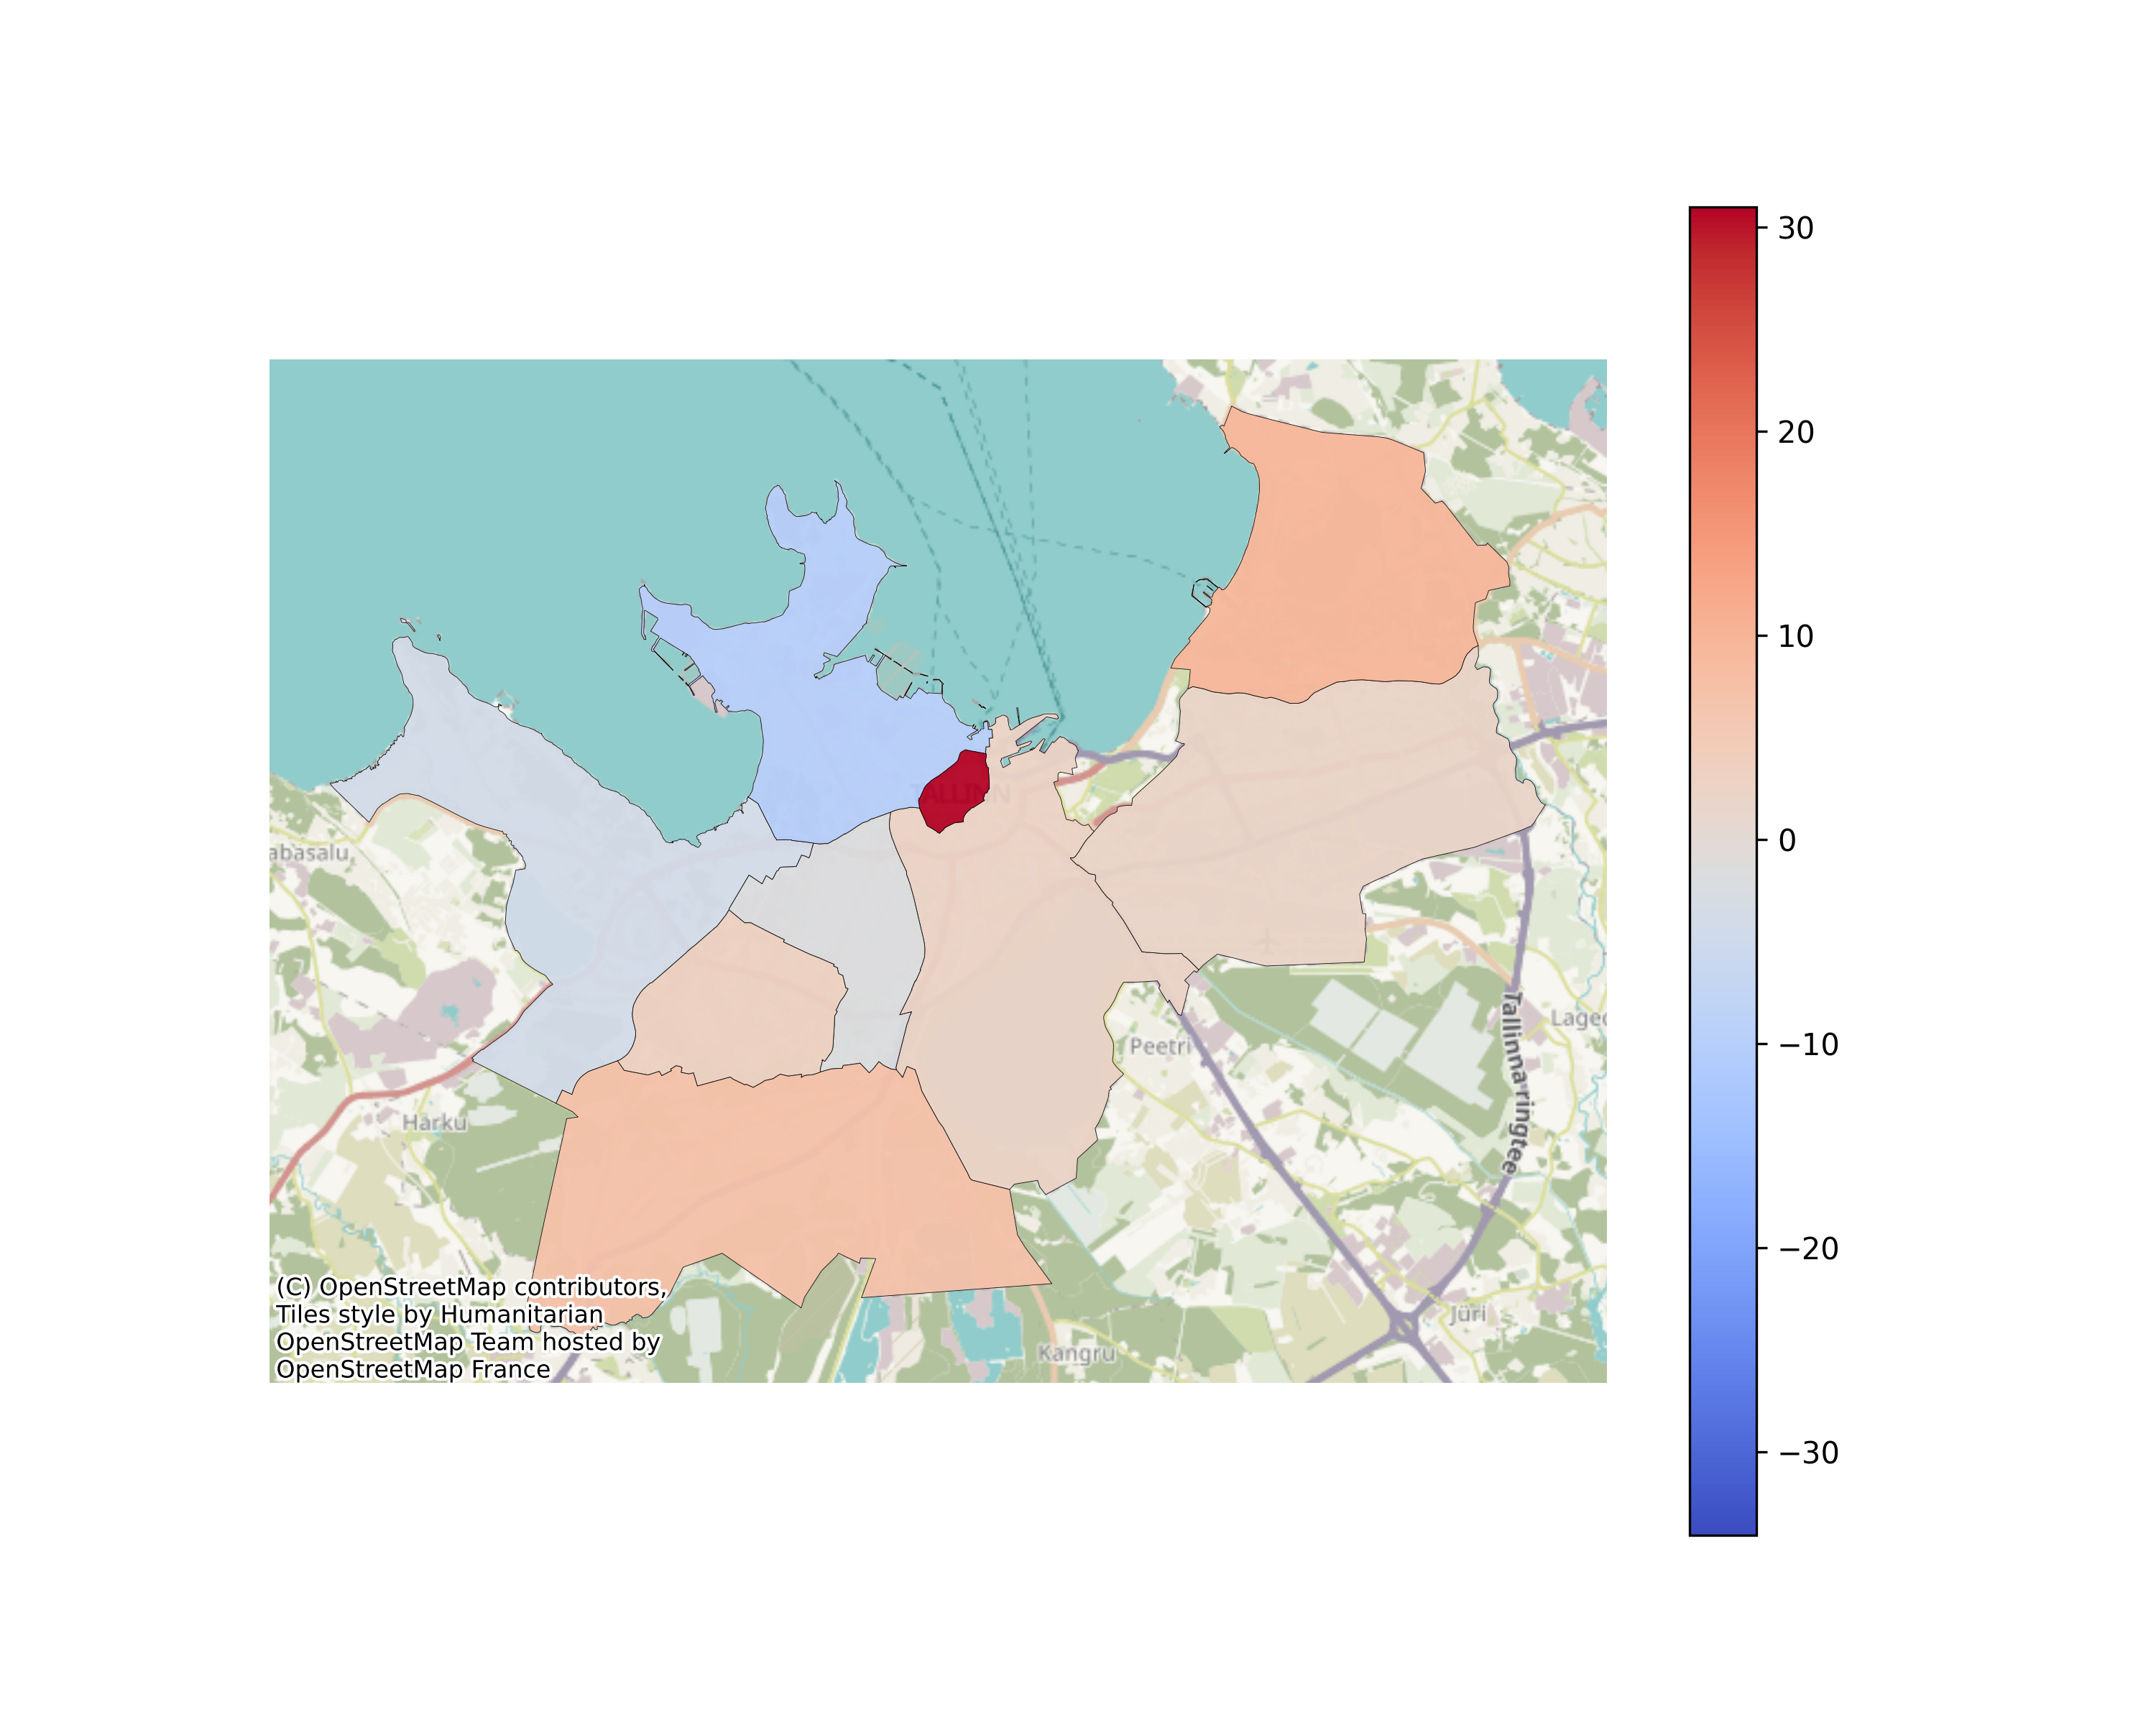 30
20
10
0
−10
−20
−30
TALLINN
abasalu
Harku
Peetri
Lagec
Tallinna ringtee
Jüri
Kangru
(C) OpenStreetMap contributors,
Tiles style by Humanitarian
OpenStreetMap Team hosted by
OpenStreetMap France